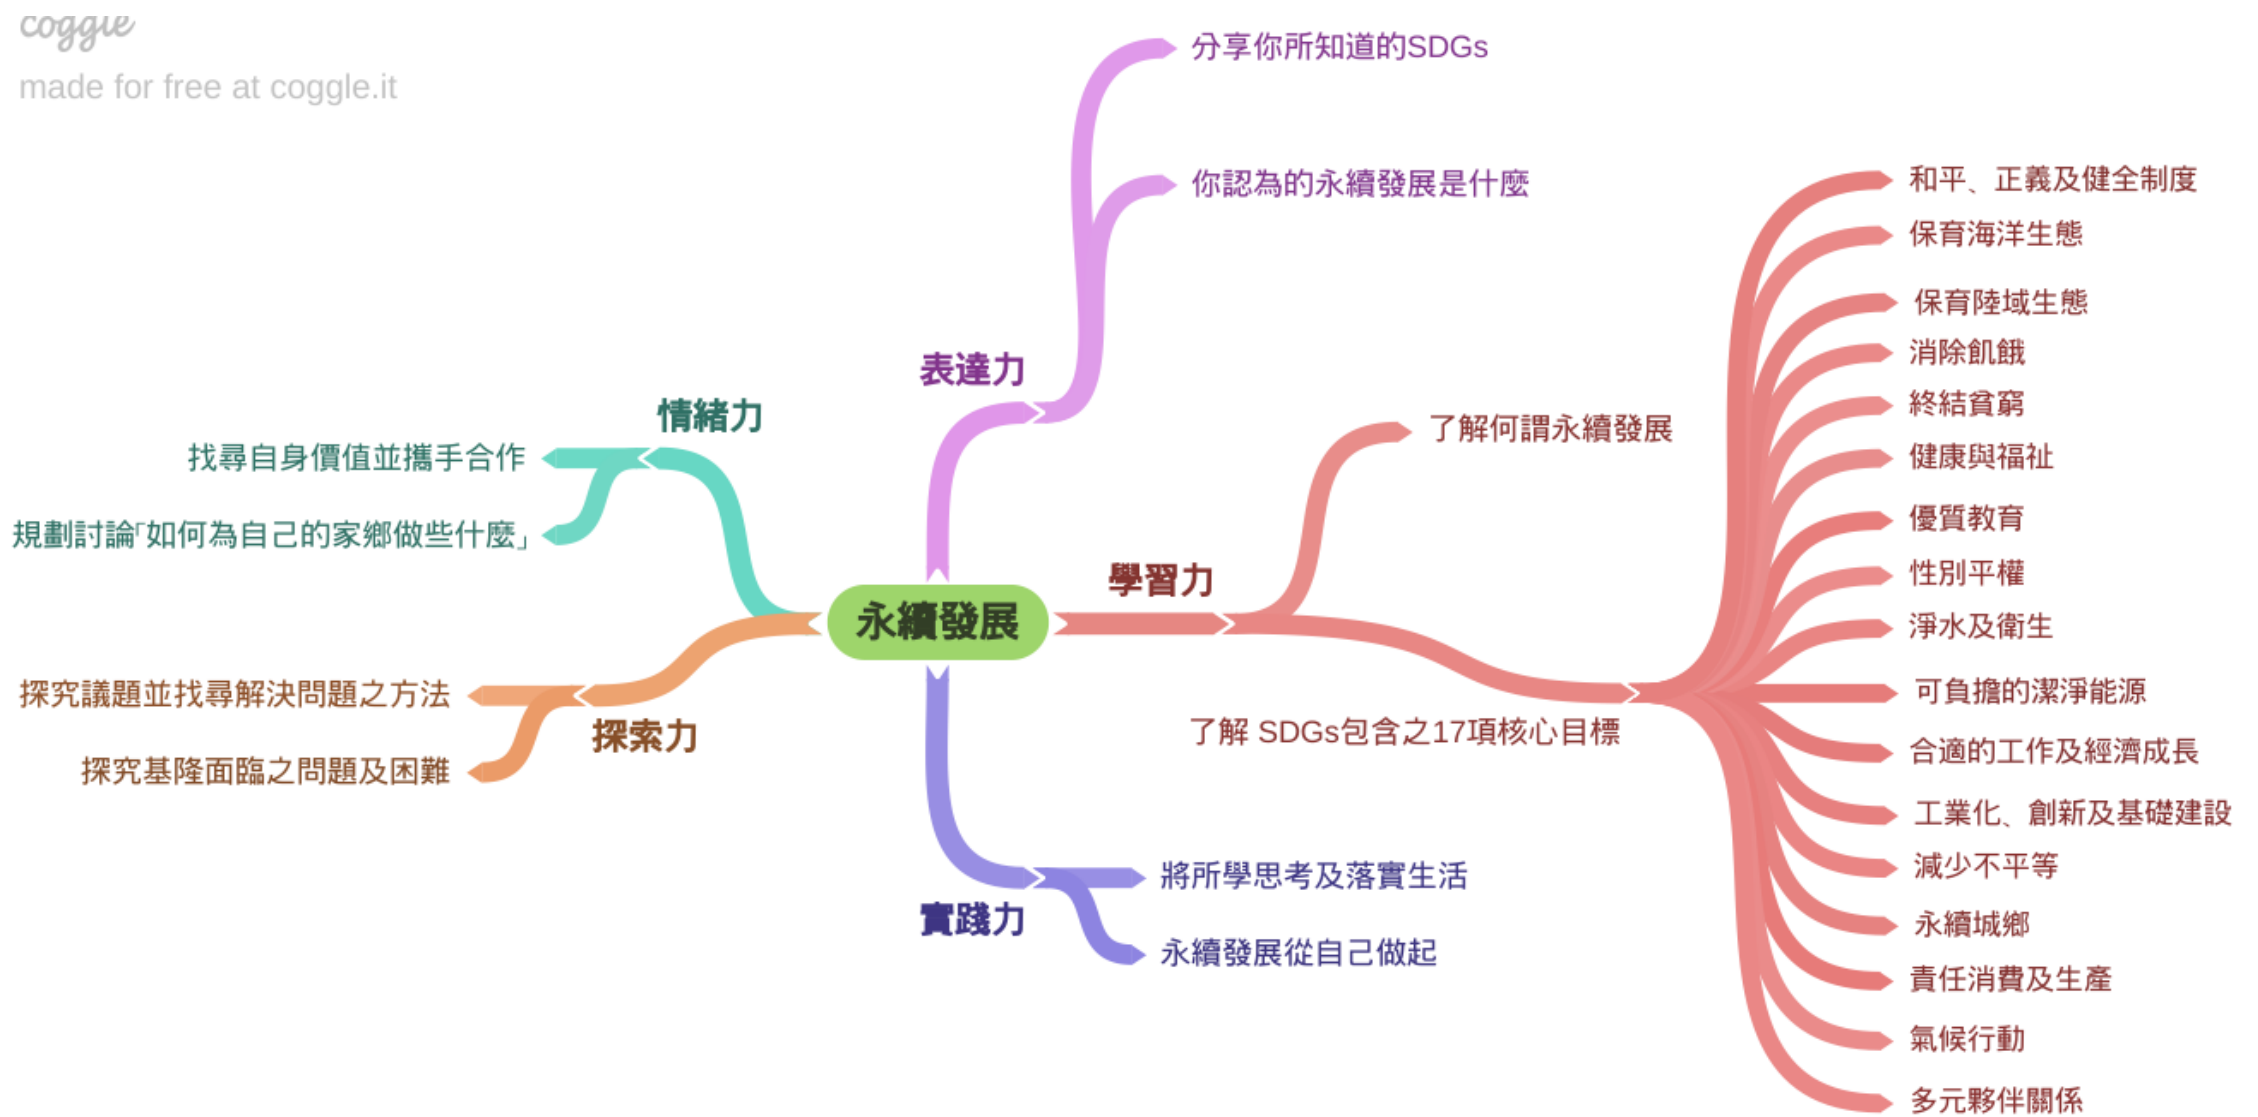 coggle
made for free at coggle.it
分享你所知道的SDGs
你認為的永續發展是什麼
表達力
情緒力
找尋自身價值並攜手合作
規劃討論「如何為自己的家鄉做些什麼」
永續發展
學習力
了解何謂永續發展
了解 SDGs包含之17項核心目標
和平、正義及健全制度
保育海洋生態
保育陸域生態
消除飢餓
終結貧窮
健康與福祉
優質教育
性別平權
淨水及衛生
可負擔的潔淨能源
合適的工作及經濟成長
工業化、創新及基礎建設
減少不平等
永續城鄉
責任消費及生產
氣候行動
多元夥伴關係
探究議題並找尋解決問題之方法
探索力
探究基隆面臨之問題及困難
實踐力
將所學思考及落實生活
永續發展從自己做起